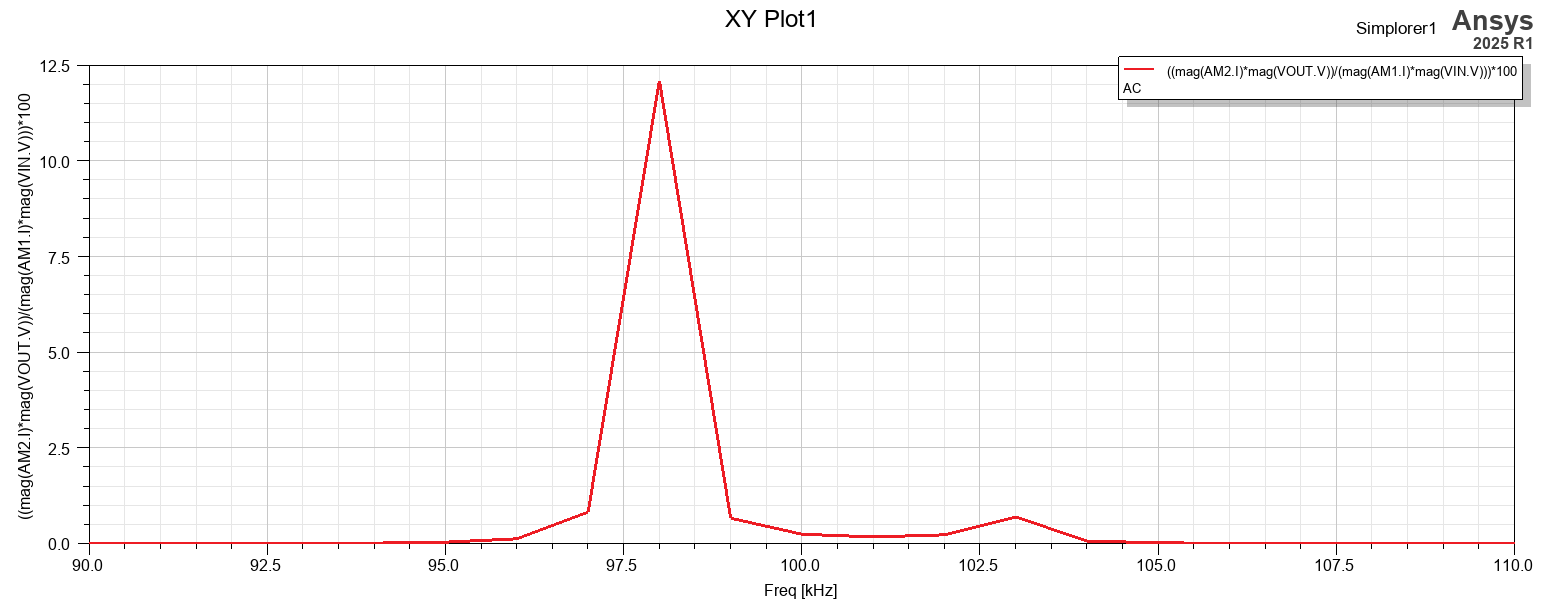 XY Plot1
Simplorer1
Ansys
2025 R1
((mag(AM2.I)*mag(VOUT.V))/(mag(AM1.I)*mag(VIN.V)))*100
AC
((mag(AM2.I)*mag(VOUT.V))/(mag(AM1.I)*mag(VIN.V)))*100
12.5
10.0
7.5
5.0
2.5
0.0
90.0 92.5 95.0 97.5 100.0 102.5 105.0 107.5 110.0
Freq [kHz]